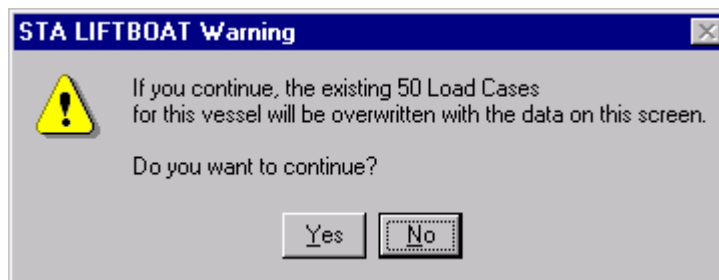 STA LIFTBOAT Warning
If you continue, the existing 50 Load Cases
for this vessel will be overwritten with the data on this screen.
Do you want to continue?
Yes No